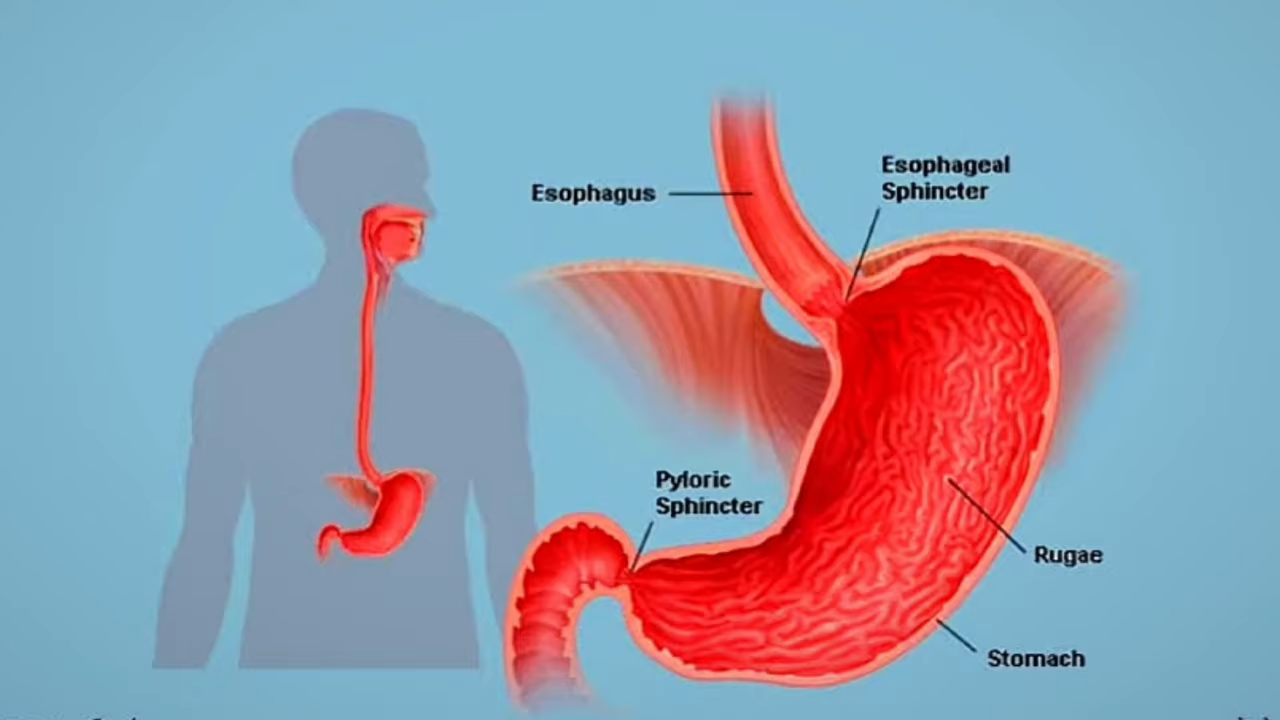 Esophageal
Sphincter
Esophagus
Pyloric
Sphincter
Rugae
Stomach